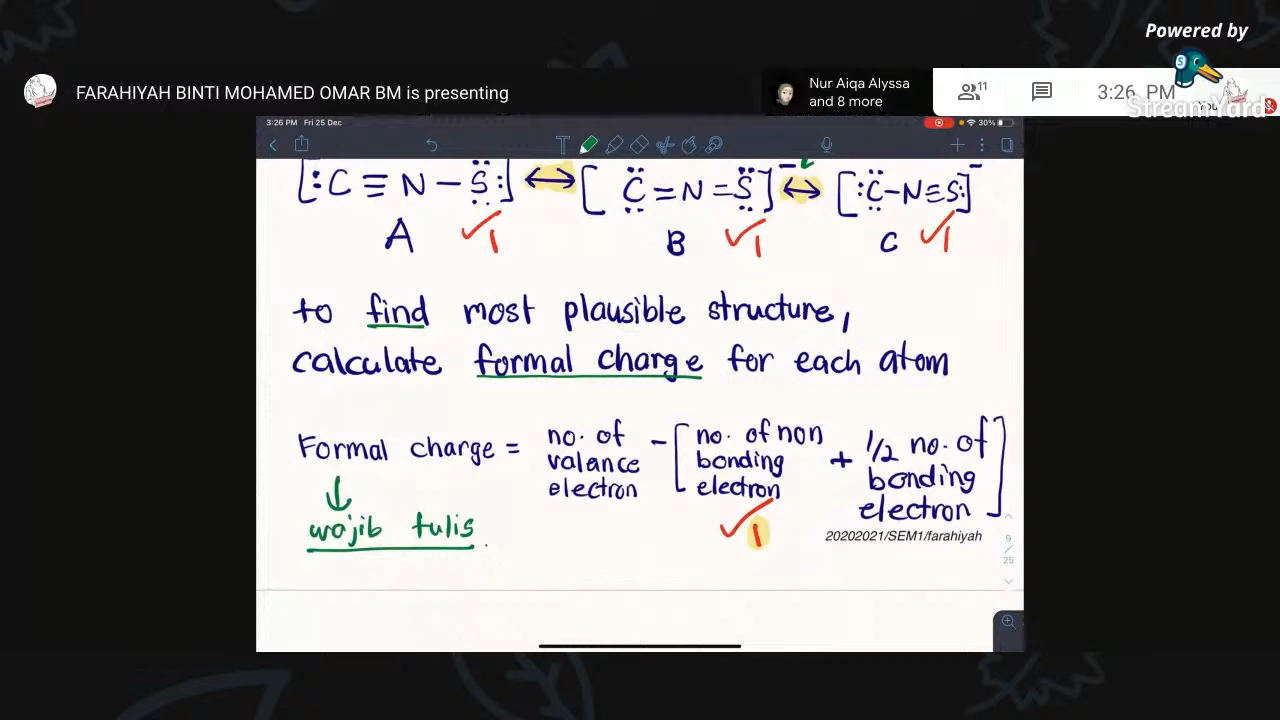 Powered by
StreamYard
FARAHIYAH BINTI MOHAMED OMAR BM is presenting
Nur Aiqa Alyssa
and 8 more
11
3:26 PM
You
3:26 PM Fri 25 Dec
30%
[:C ≡ N – S:] ↔ [ C = N = S ]⁻ ↔ [:C – N ≡ S:]⁻
A ✓1 B ✓1 C ✓1
to find most plausible structure,
calculate formal charge for each atom
Formal charge = no. of valance electron – [ no. of non bonding electron + 1/2 no. of bonding electron ]
✓1
wajib tulis
20202021/SEM1/farahiyah
9
/
25